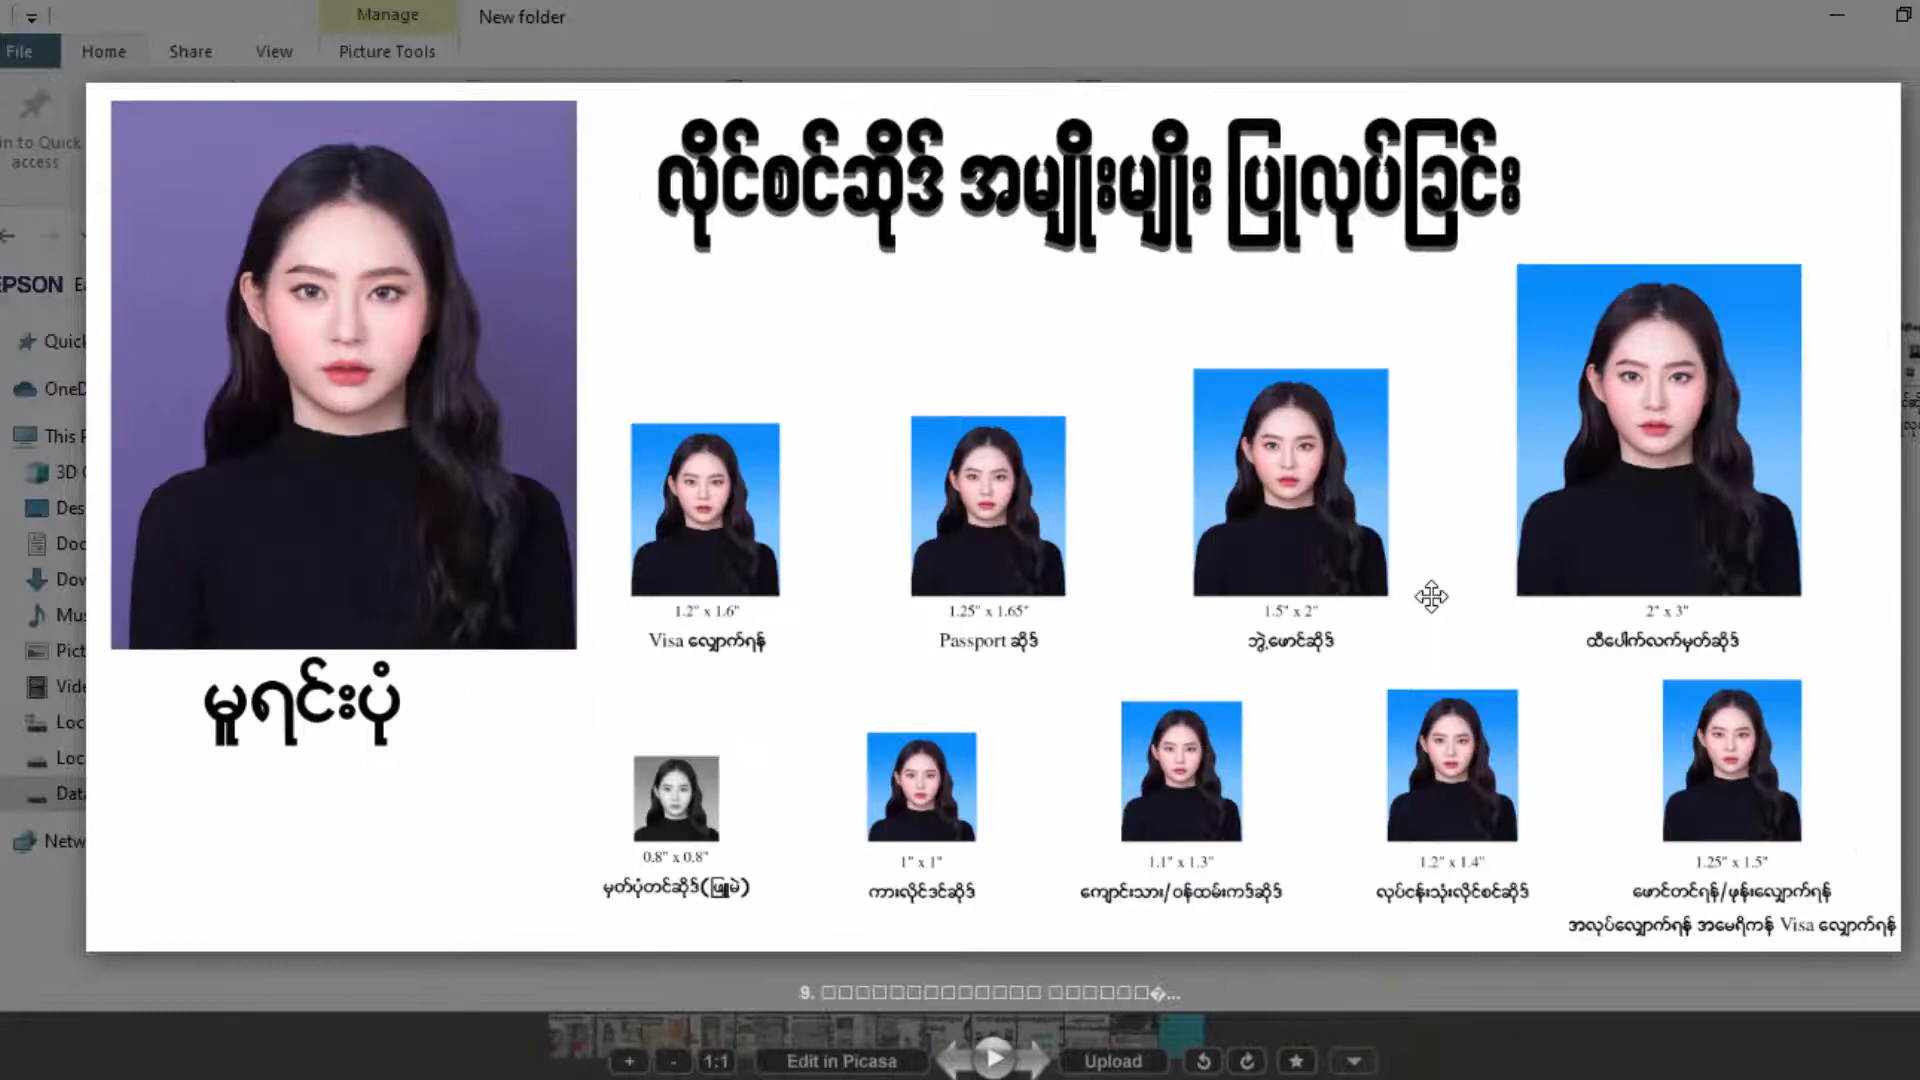 Manage
New folder
File
Home
Share
View
Picture Tools
in to Quick
access
လိုင်စင်ဆိုဒ် အမျိုးမျိုး ပြုလုပ်ခြင်း
EPSON
မူရင်းပုံ
1.2" x 1.6"
Visa လျှောက်ရန်
1.25" x 1.65"
Passport ဆိုဒ်
1.5" x 2"
ဘွဲ့ဖောင်ဆိုဒ်
2" x 3"
ထီပေါက်လက်မှတ်ဆိုဒ်
0.8" x 0.8"
မှတ်ပုံတင်ဆိုဒ်(ဖြူမဲ)
1" x 1"
ကားလိုင်ဒင်ဆိုဒ်
1.1" x 1.3"
ကျောင်းသား/ဝန်ထမ်းကဒ်ဆိုဒ်
1.2" x 1.4"
လုပ်ငန်းသုံးလိုင်စင်ဆိုဒ်
1.25" x 1.5"
ဖောင်တင်ရန်/ဖုန်းလျှောက်ရန်
အလုပ်လျှောက်ရန် အမေရိကန် Visa လျှောက်ရန်
Quick
OneD
This P
3D
Des
Doc
Dow
Mus
Pict
Vide
Loc
Loc
Data
Netw
9.
+
-
1:1
Edit in Picasa
Upload